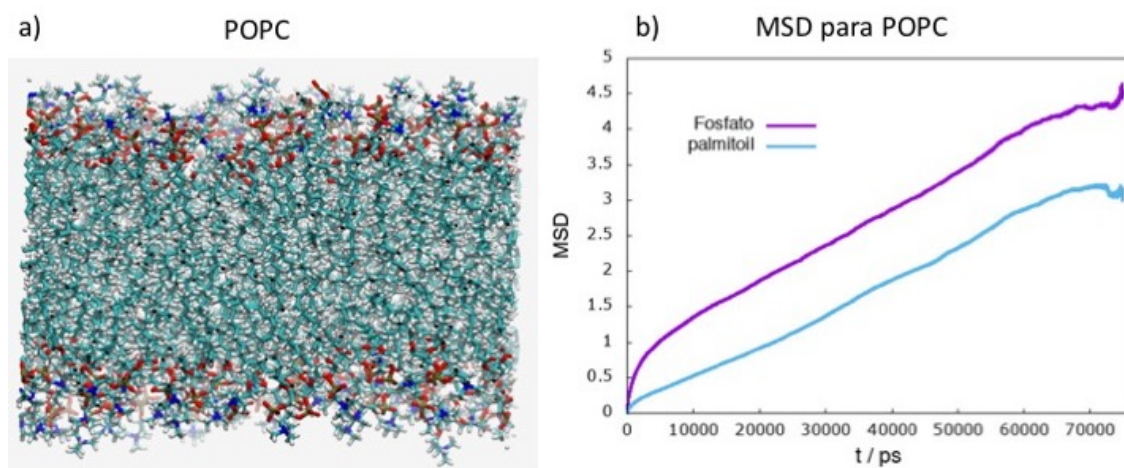 a)
POPC
b)
MSD para POPC
5
4.5
4
3.5
3
2.5
2
1.5
1
0.5
0
MSD
Fosfato
palmitoil
0 10000 20000 30000 40000 50000 60000 70000
t / ps